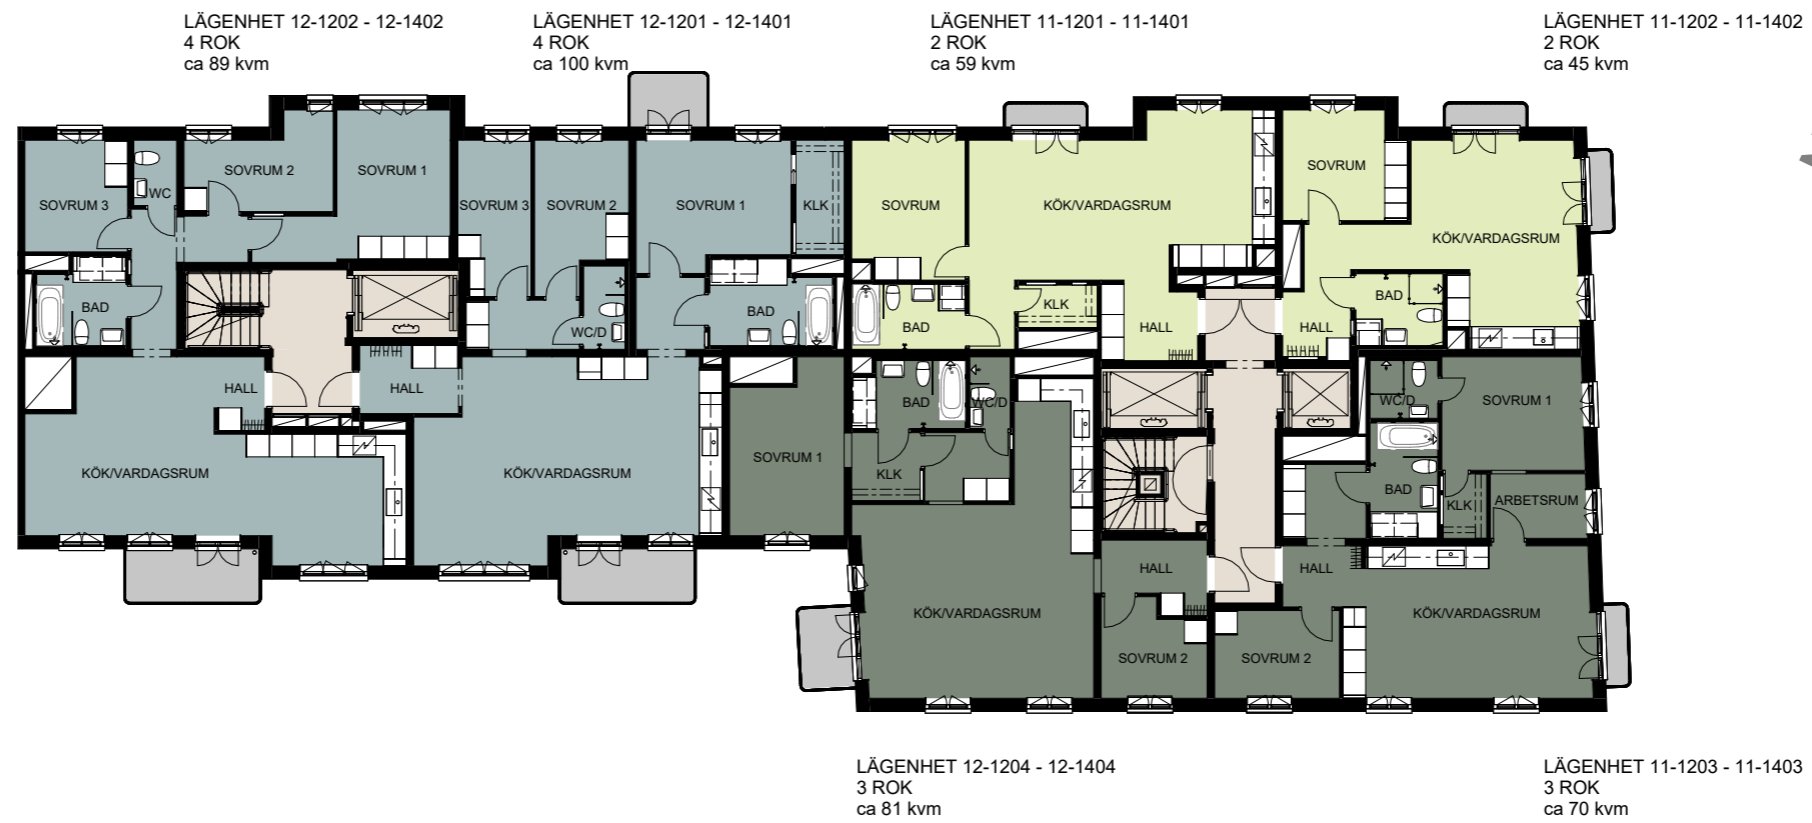 LÄGENHET 12-1202 - 12-1402
4 ROK
ca 89 kvm
LÄGENHET 12-1201 - 12-1401
4 ROK
ca 100 kvm
LÄGENHET 11-1201 - 11-1401
2 ROK
ca 59 kvm
LÄGENHET 11-1202 - 11-1402
2 ROK
ca 45 kvm
SOVRUM 3
WC
SOVRUM 2
SOVRUM 1
BAD
HALL
KÖK/VARDAGSRUM
SOVRUM 3
SOVRUM 2
SOVRUM 1
KLK
WC/D
BAD
HALL
KÖK/VARDAGSRUM
SOVRUM
KÖK/VARDAGSRUM
KLK
BAD
HALL
SOVRUM
KÖK/VARDAGSRUM
BAD
HALL
SOVRUM 1
BAD
WC/D
KLK
HALL
KÖK/VARDAGSRUM
SOVRUM 2
WC/D
SOVRUM 1
BAD
KLK
ARBETSRUM
HALL
KÖK/VARDAGSRUM
SOVRUM 2
LÄGENHET 12-1204 - 12-1404
3 ROK
ca 81 kvm
LÄGENHET 11-1203 - 11-1403
3 ROK
ca 70 kvm